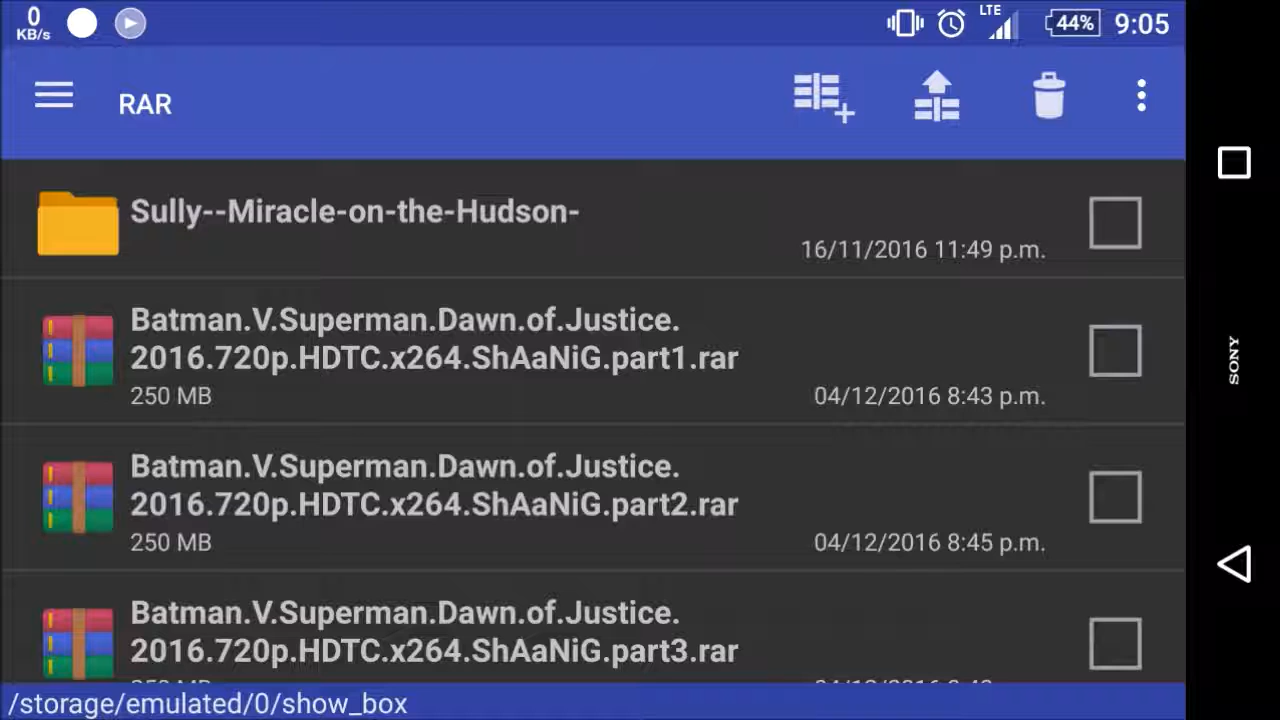 0
KB/s
LTE
44%
9:05
RAR
Sully--Miracle-on-the-Hudson-
16/11/2016 11:49 p.m.
Batman.V.Superman.Dawn.of.Justice.
2016.720p.HDTC.x264.ShAaNiG.part1.rar
250 MB
04/12/2016 8:43 p.m.
Batman.V.Superman.Dawn.of.Justice.
2016.720p.HDTC.x264.ShAaNiG.part2.rar
250 MB
04/12/2016 8:45 p.m.
Batman.V.Superman.Dawn.of.Justice.
2016.720p.HDTC.x264.ShAaNiG.part3.rar
/storage/emulated/0/show_box
SONY